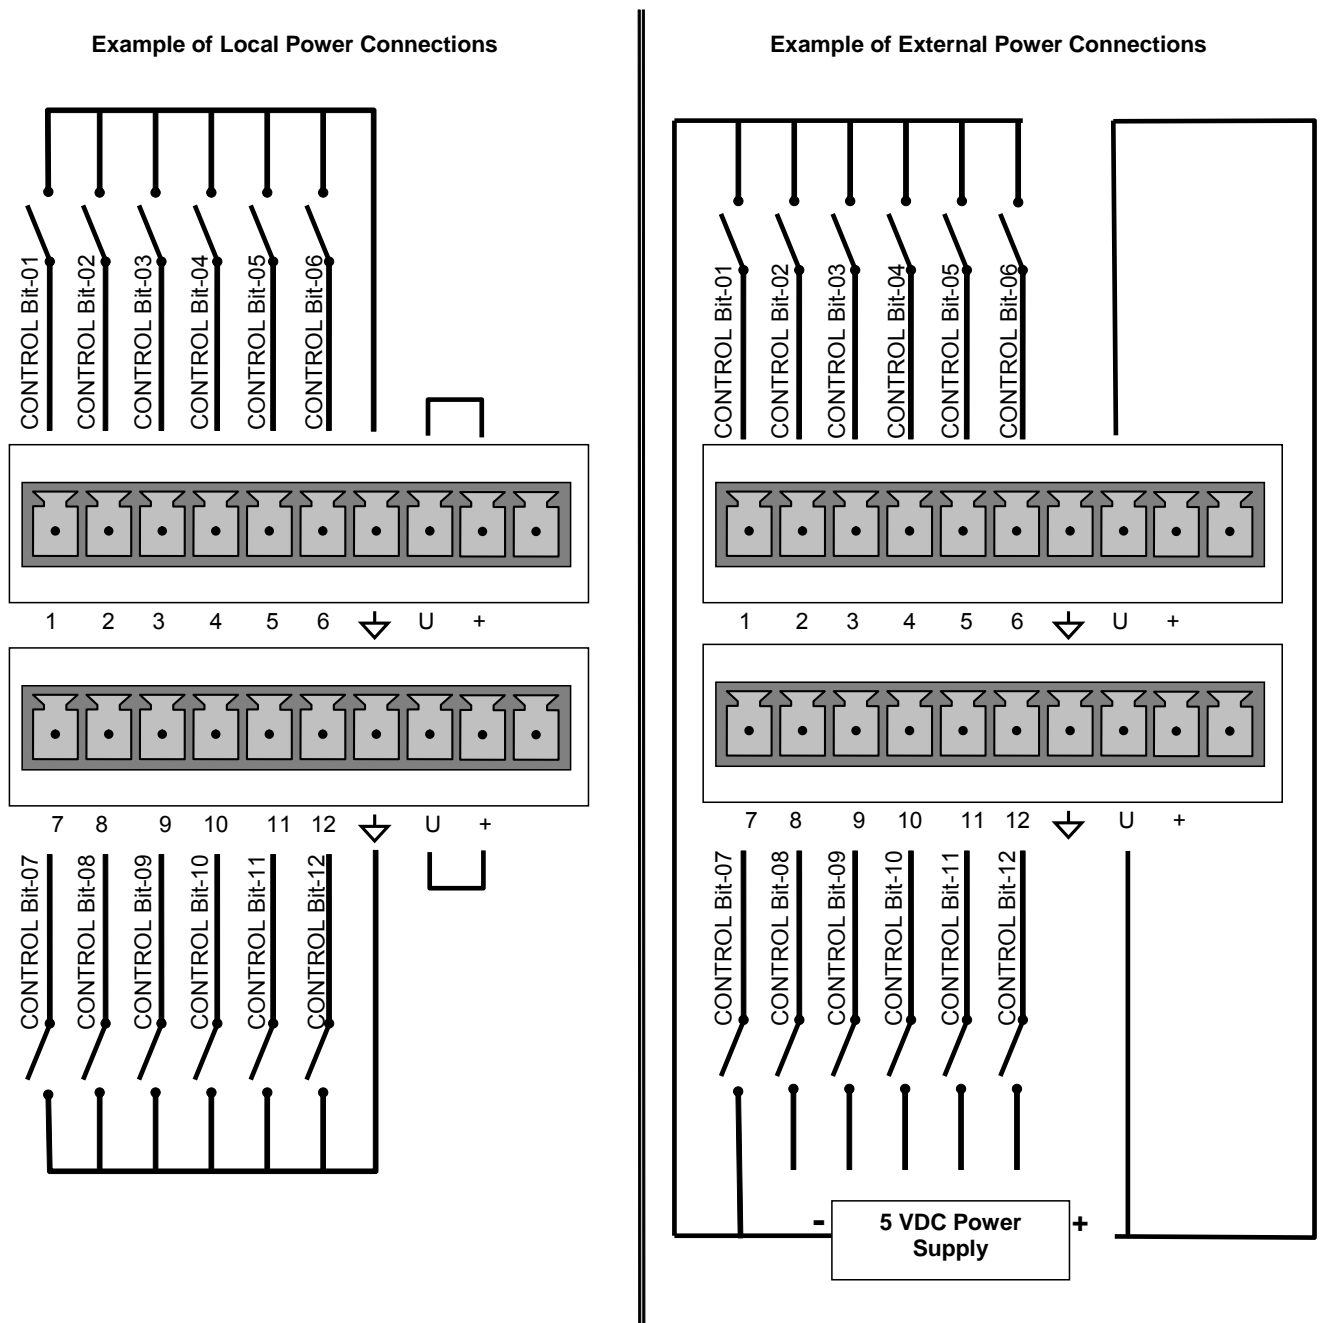 Example of Local Power Connections
CONTROL Bit-01
CONTROL Bit-02
CONTROL Bit-03
CONTROL Bit-04
CONTROL Bit-05
CONTROL Bit-06
1 2 3 4 5 6 U +
7 8 9 10 11 12 U +
CONTROL Bit-07
CONTROL Bit-08
CONTROL Bit-09
CONTROL Bit-10
CONTROL Bit-11
CONTROL Bit-12
Example of External Power Connections
CONTROL Bit-01
CONTROL Bit-02
CONTROL Bit-03
CONTROL Bit-04
CONTROL Bit-05
CONTROL Bit-06
1 2 3 4 5 6 U +
7 8 9 10 11 12 U +
CONTROL Bit-07
CONTROL Bit-08
CONTROL Bit-09
CONTROL Bit-10
CONTROL Bit-11
CONTROL Bit-12
- 5 VDC Power +
Supply